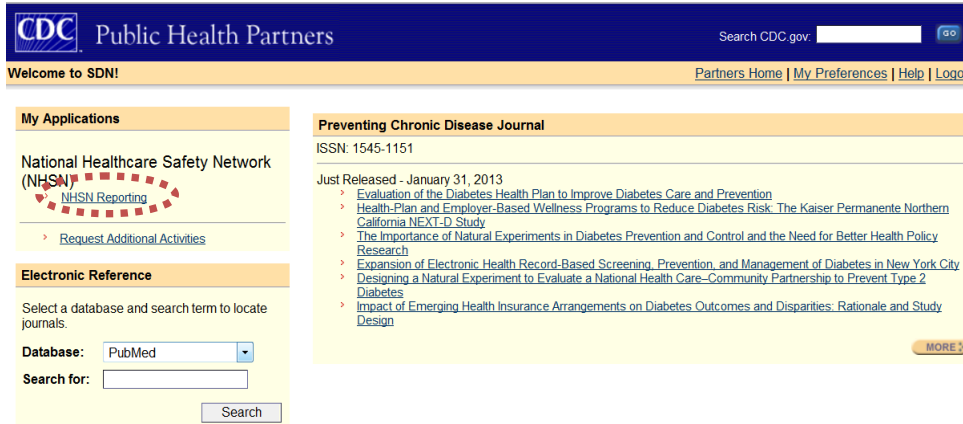 CDC Public Health Partners
Search CDC.gov:
GO
Welcome to SDN!
Partners Home | My Preferences | Help | Logo
My Applications
National Healthcare Safety Network
(NHSN)
NHSN Reporting
Request Additional Activities
Electronic Reference
Select a database and search term to locate
journals.
Database: PubMed
Search for:
Search
Preventing Chronic Disease Journal
ISSN: 1545-1151
Just Released - January 31, 2013
Evaluation of the Diabetes Health Plan to Improve Diabetes Care and Prevention
Health-Plan and Employer-Based Wellness Programs to Reduce Diabetes Risk: The Kaiser Permanente Northern
California NEXT-D Study
The Importance of Natural Experiments in Diabetes Prevention and Control and the Need for Better Health Policy
Research
Expansion of Electronic Health Record-Based Screening, Prevention, and Management of Diabetes in New York City
Designing a Natural Experiment to Evaluate a National Health Care–Community Partnership to Prevent Type 2
Diabetes
Impact of Emerging Health Insurance Arrangements on Diabetes Outcomes and Disparities: Rationale and Study
Design
MORE